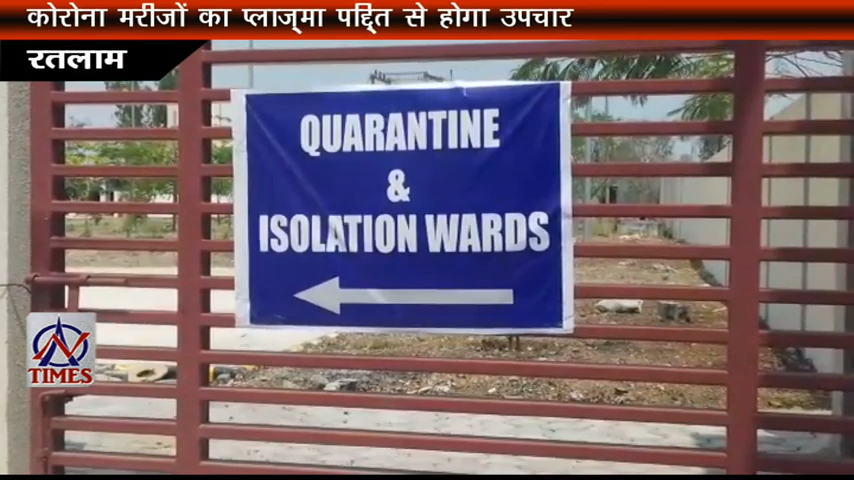 कोरोना मरीजों का प्लाज्मा पद्दित से होगा उपचार
रतलाम
QUARANTINE
&
ISOLATION WARDS
TIMES